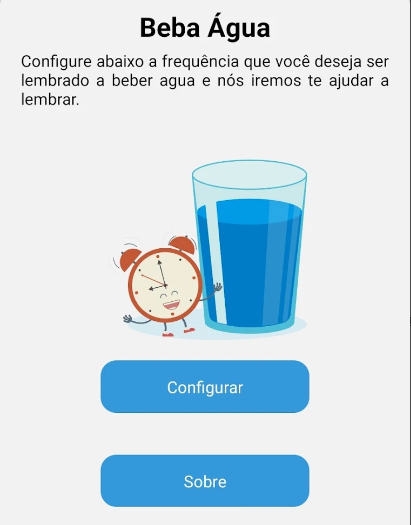 Beba Água
Configure abaixo a frequência que você deseja ser
lembrado a beber agua e nós iremos te ajudar a
lembrar.
Configurar
Sobre